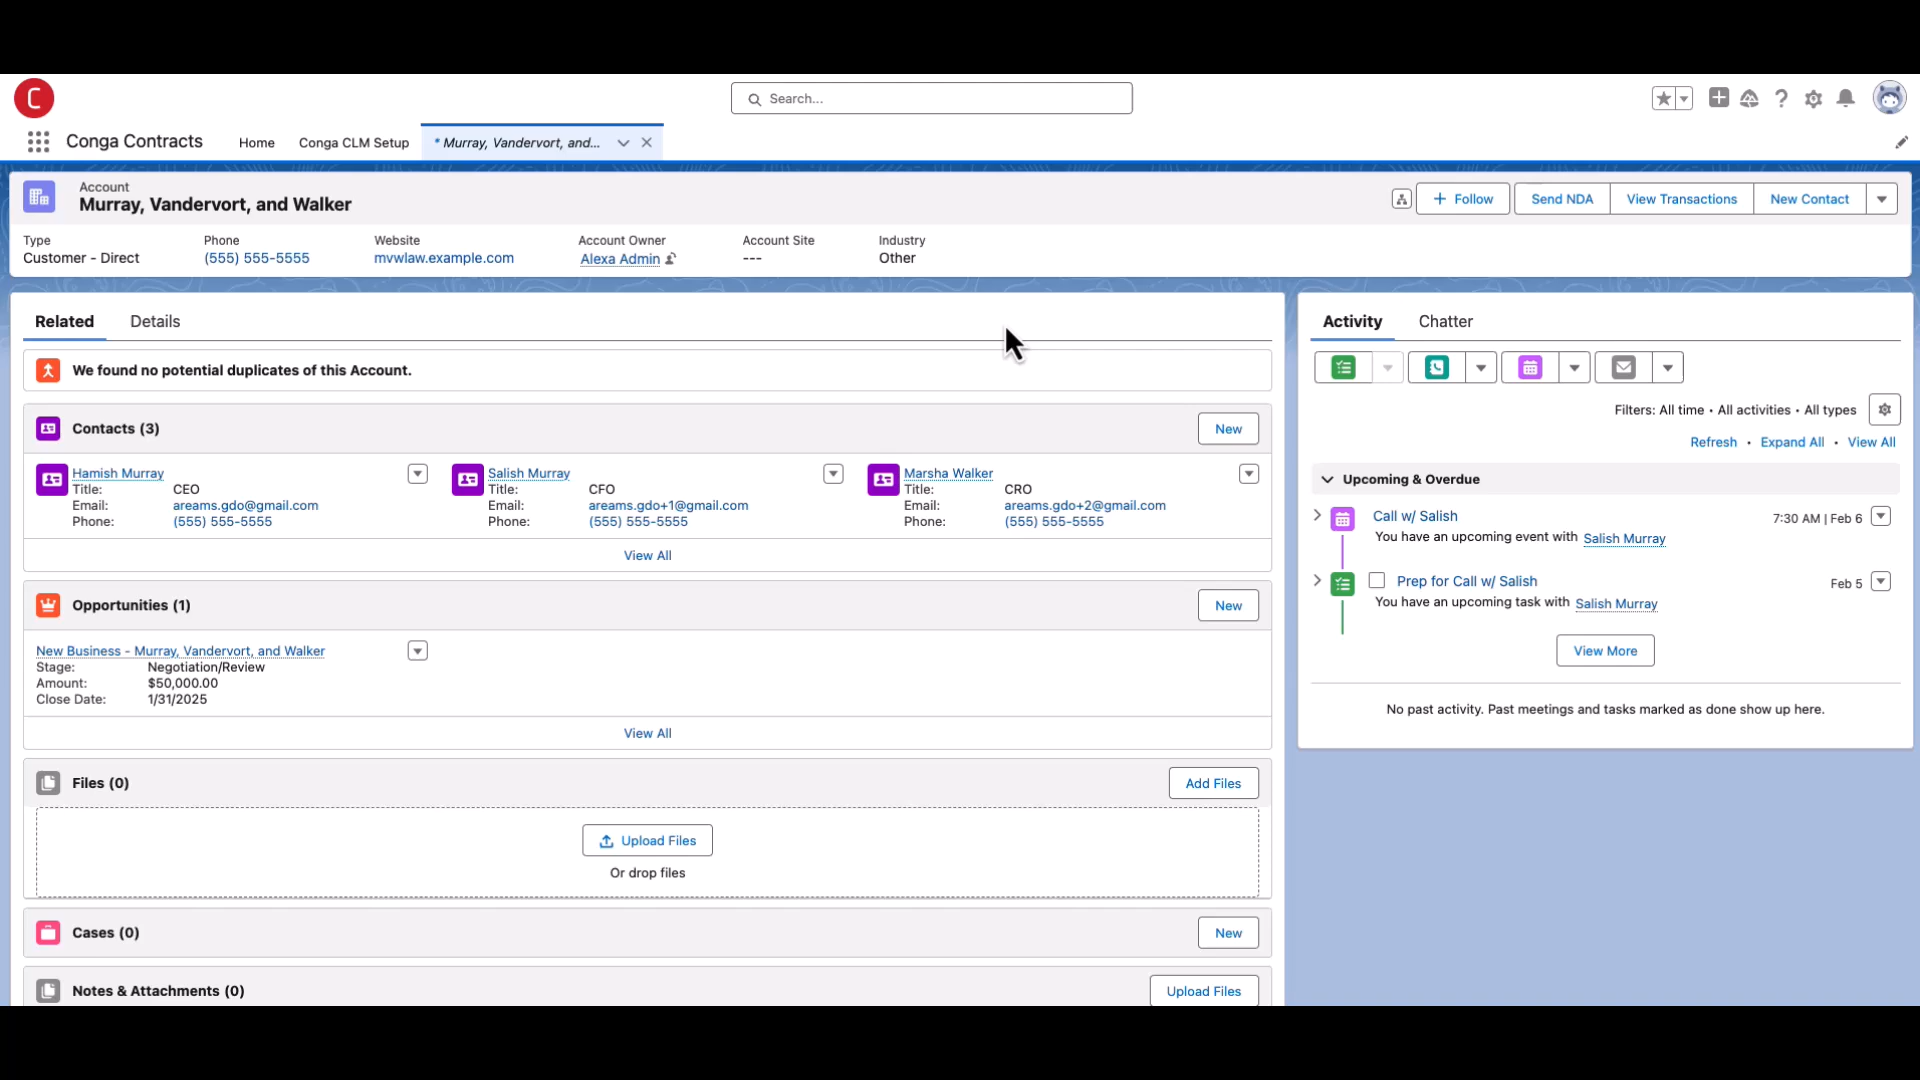 C
Search...
Conga Contracts
Home
Conga CLM Setup
* Murray, Vandervort, and...
Account
Murray, Vandervort, and Walker
Follow
Send NDA
View Transactions
New Contact
Type
Customer - Direct
Phone
(555) 555-5555
Website
mvwlaw.example.com
Account Owner
Alexa Admin
Account Site
---
Industry
Other
Related
Details
We found no potential duplicates of this Account.
Contacts (3)
New
Hamish Murray
Title: CEO
Email: areams.gdo@gmail.com
Phone: (555) 555-5555
Salish Murray
Title: CFO
Email: areams.gdo+1@gmail.com
Phone: (555) 555-5555
Marsha Walker
Title: CRO
Email: areams.gdo+2@gmail.com
Phone: (555) 555-5555
View All
Opportunities (1)
New
New Business - Murray, Vandervort, and Walker
Stage: Negotiation/Review
Amount: $50,000.00
Close Date: 1/31/2025
View All
Files (0)
Add Files
Upload Files
Or drop files
Cases (0)
New
Notes & Attachments (0)
Upload Files
Activity
Chatter
Filters: All time • All activities • All types
Refresh • Expand All • View All
Upcoming & Overdue
Call w/ Salish
7:30 AM | Feb 6
You have an upcoming event with Salish Murray
Prep for Call w/ Salish
Feb 5
You have an upcoming task with Salish Murray
View More
No past activity. Past meetings and tasks marked as done show up here.